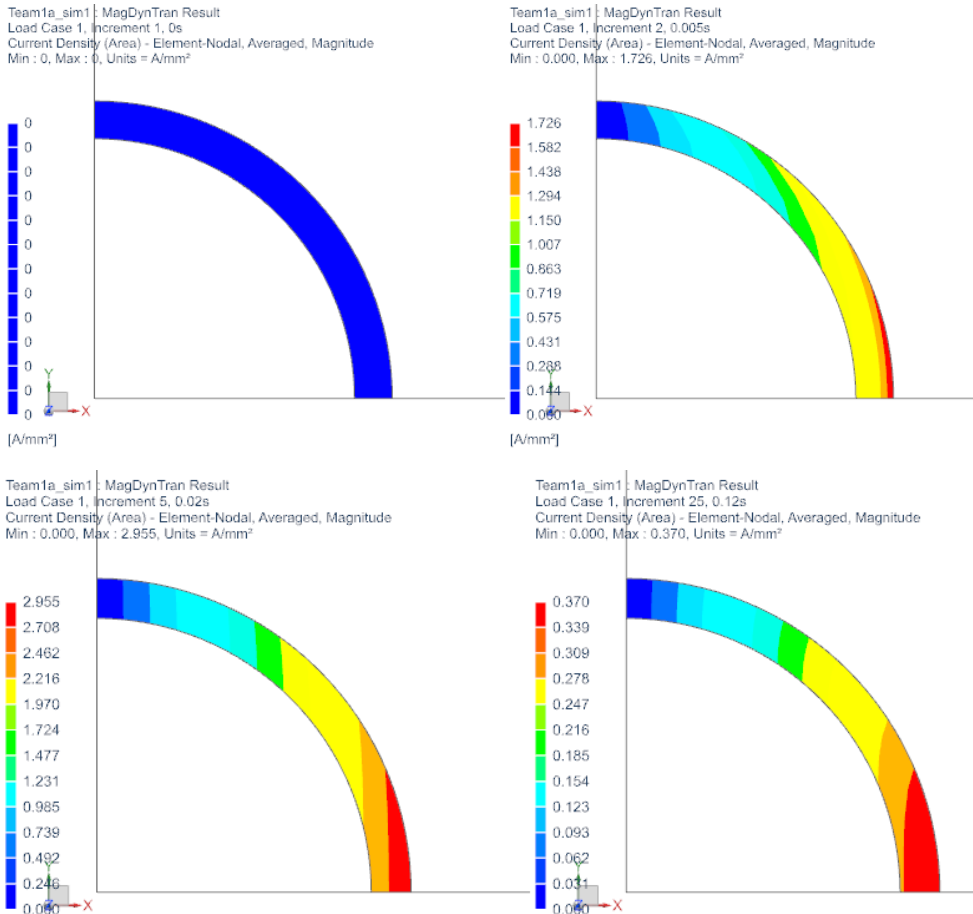 Team1a_sim1 : MagDynTran Result
Load Case 1, Increment 1, 0s
Current Density (Area) - Element-Nodal, Averaged, Magnitude
Min : 0, Max : 0, Units = A/mm²
0
0
0
0
0
0
0
0
0
0
0
0
0
Y
Z
X
[A/mm²]
Team1a_sim1 : MagDynTran Result
Load Case 1, Increment 2, 0.005s
Current Density (Area) - Element-Nodal, Averaged, Magnitude
Min : 0.000, Max : 1.726, Units = A/mm²
1.726
1.582
1.438
1.294
1.150
1.007
0.863
0.719
0.575
0.431
0.288
0.144
0.000
Y
Z
X
[A/mm²]
Team1a_sim1 : MagDynTran Result
Load Case 1, Increment 5, 0.02s
Current Density (Area) - Element-Nodal, Averaged, Magnitude
Min : 0.000, Max : 2.955, Units = A/mm²
2.955
2.708
2.462
2.216
1.970
1.724
1.477
1.231
0.985
0.739
0.492
0.246
0.000
Y
Z
X
Team1a_sim1 : MagDynTran Result
Load Case 1, Increment 25, 0.12s
Current Density (Area) - Element-Nodal, Averaged, Magnitude
Min : 0.000, Max : 0.370, Units = A/mm²
0.370
0.339
0.309
0.278
0.247
0.216
0.185
0.154
0.123
0.093
0.062
0.031
0.000
Y
Z
X